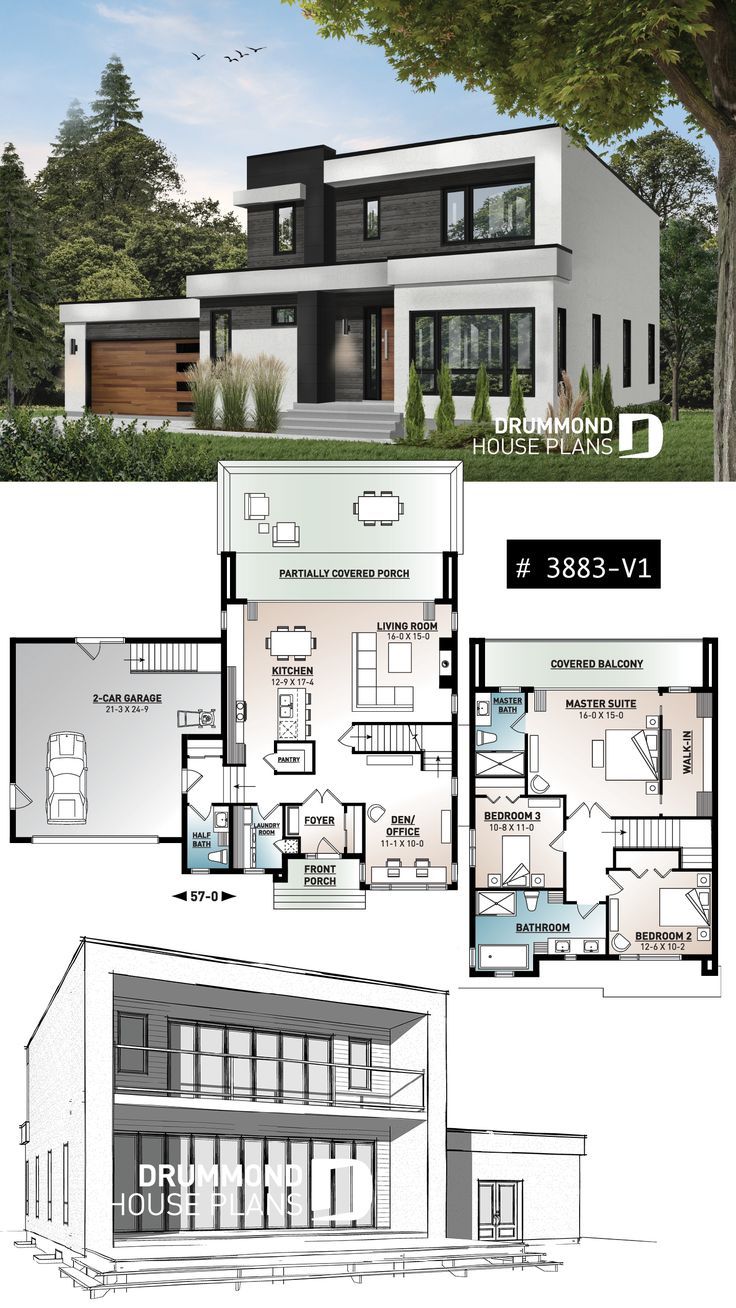 DRUMMOND
HOUSE PLANS
# 3883-V1
PARTIALLY COVERED PORCH
LIVING ROOM
16-0 X 15-0
KITCHEN
12-9 X 17-4
2-CAR GARAGE
21-3 X 24-9
PANTRY
HALF
BATH
LAUNDRY
ROOM
FOYER
DEN/
OFFICE
11-1 X 10-0
FRONT
PORCH
57-0
COVERED BALCONY
MASTER
BATH
MASTER SUITE
16-0 X 15-0
WALK-IN
BEDROOM 3
10-8 X 11-0
BATHROOM
BEDROOM 2
12-6 X 10-2
DRUMMOND
HOUSE PLANS